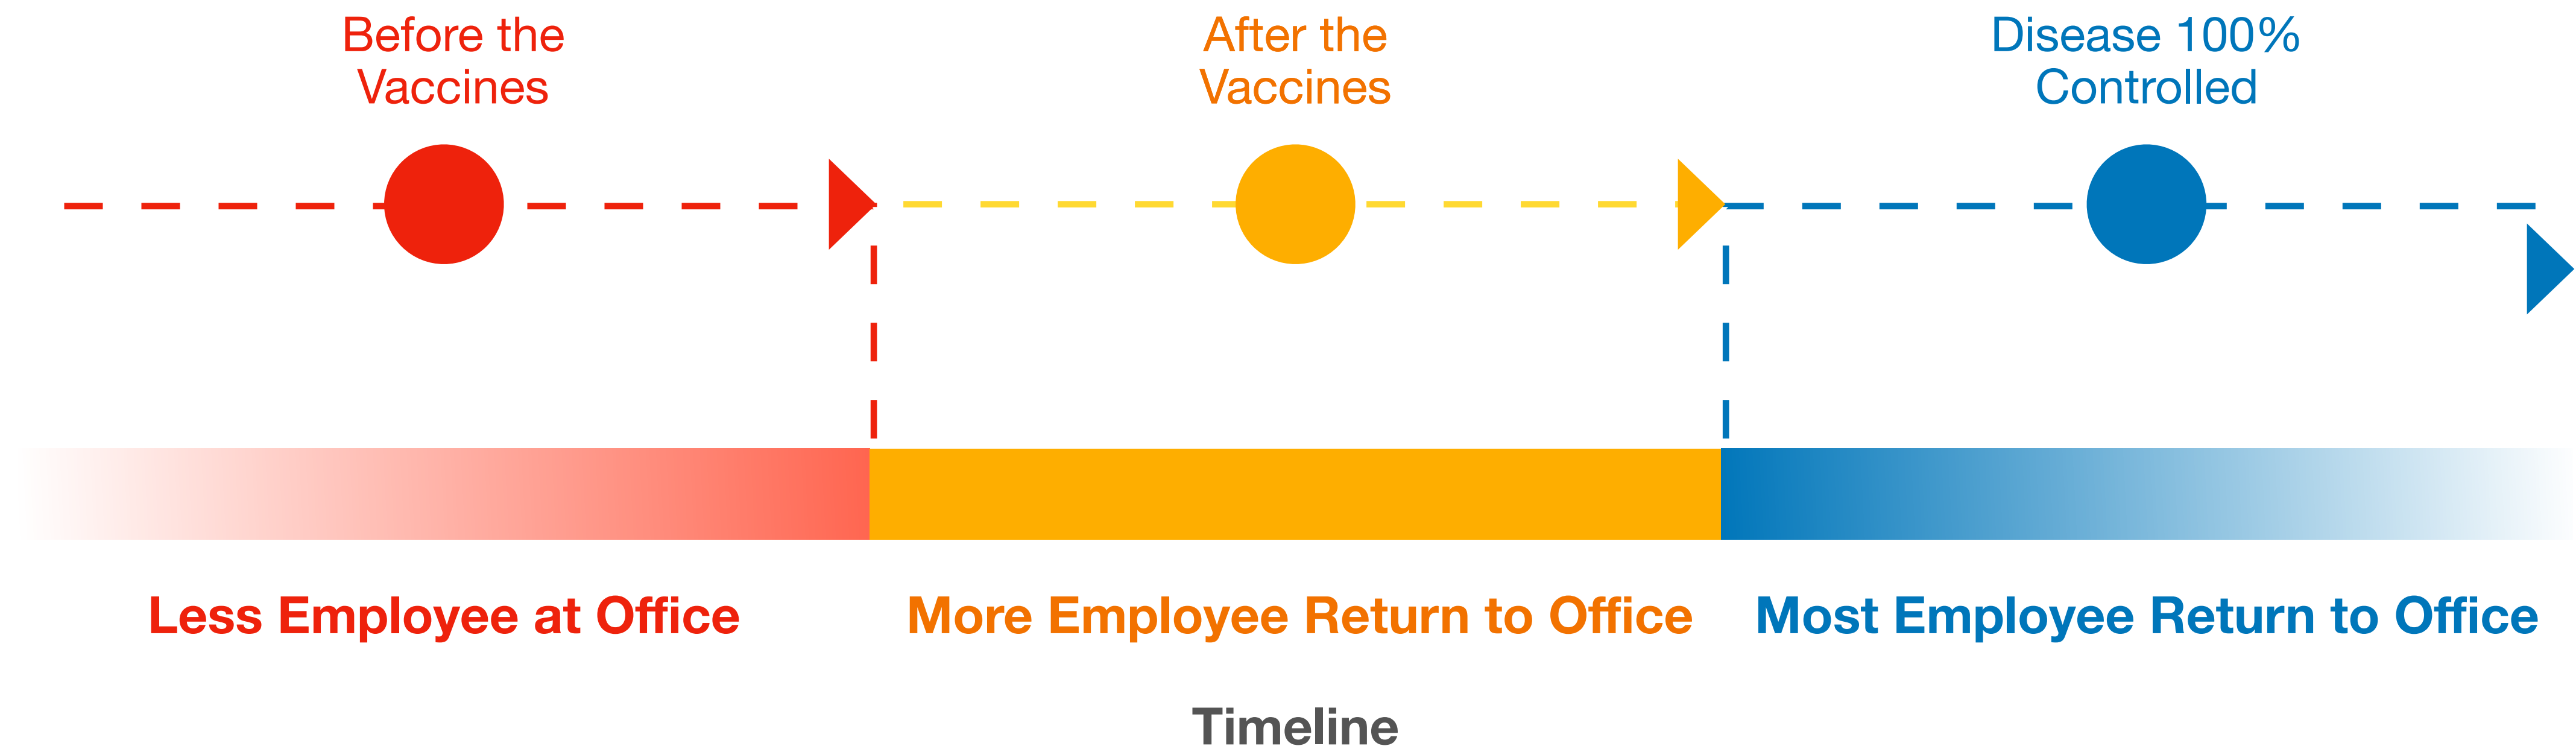 Before the
Vaccines
After the
Vaccines
Disease 100%
Controlled
Less Employee at Office
More Employee Return to Office
Most Employee Return to Office
Timeline